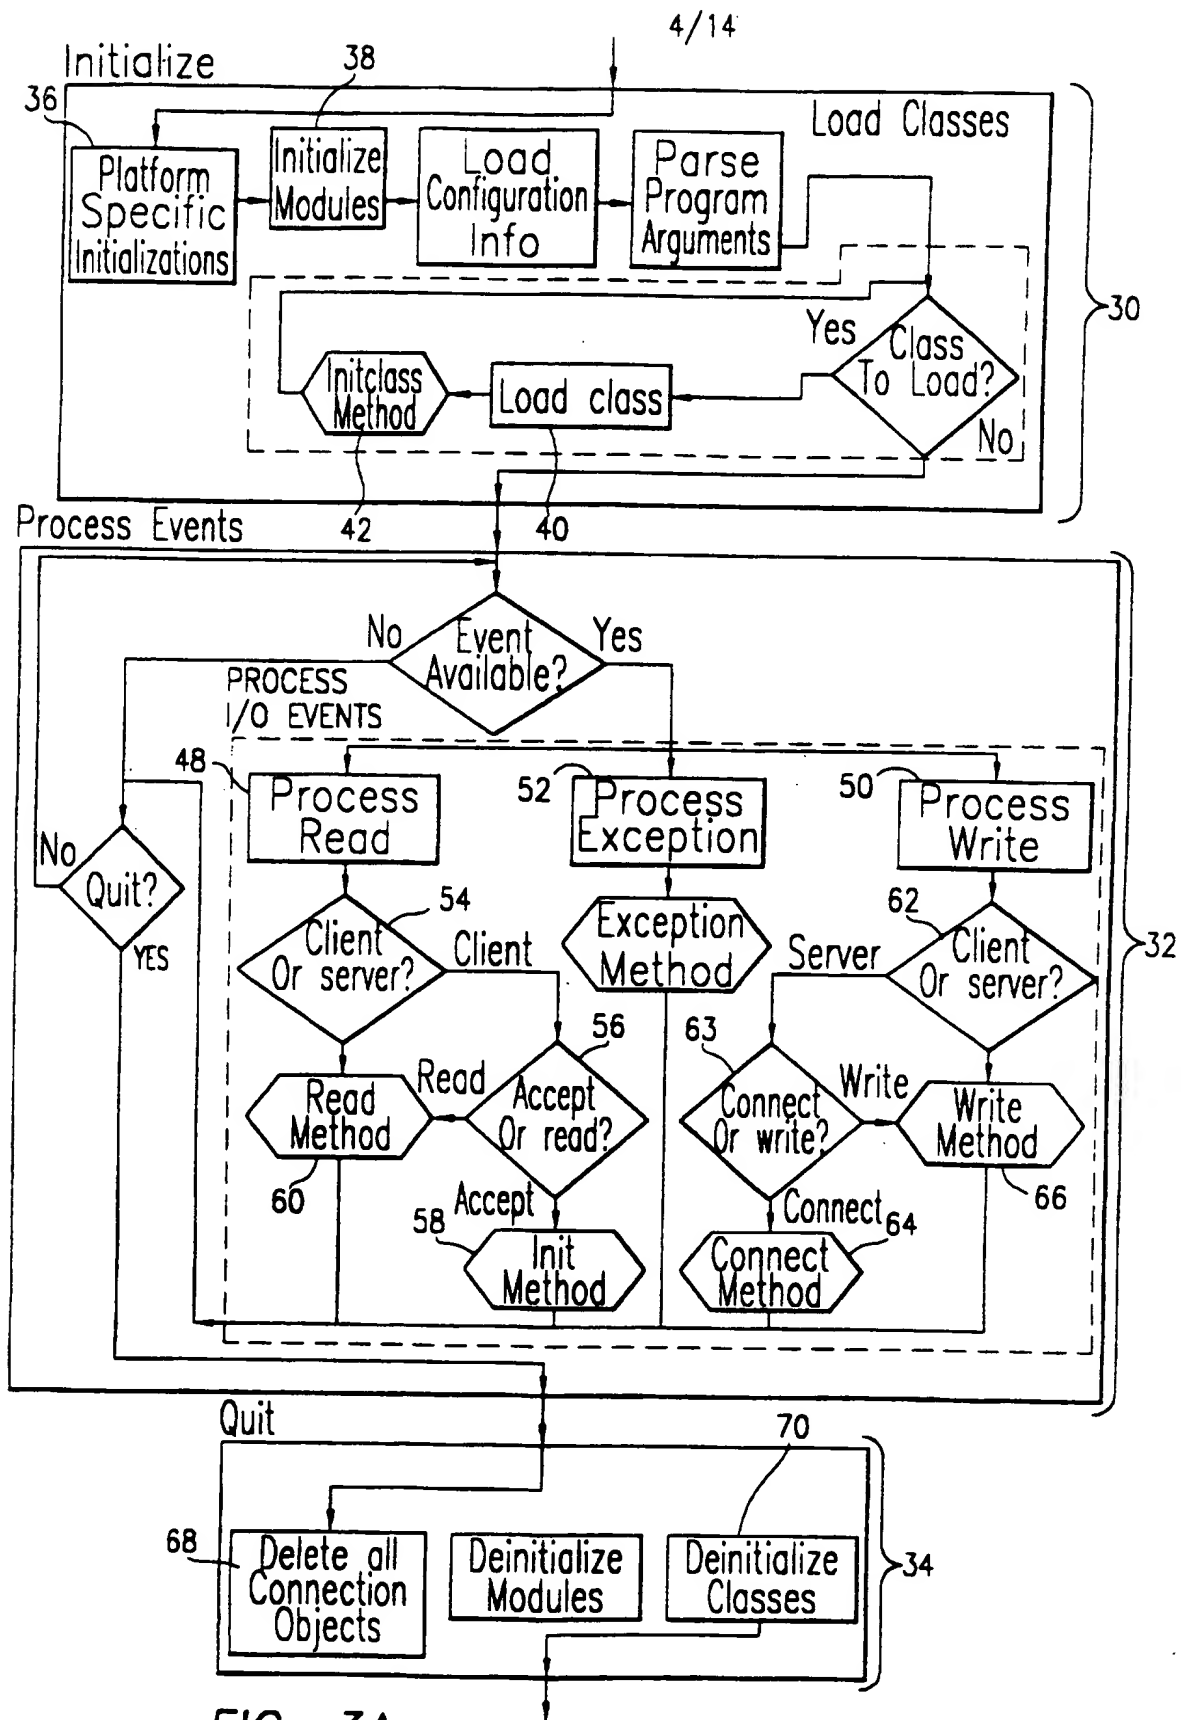 4/14
Initialize
38
36
Load Classes
Platform
Specific
Initializations
Initialize
Modules
Load
Configuration
Info
Parse
Program
Arguments
30
Yes
Class
To Load?
No
Initclass
Method
Load class
42
40
Process Events
No
Event
Available?
Yes
PROCESS
I/O EVENTS
48
52
50
Process
Read
Process
Exception
Process
Write
No
Quit?
YES
54
62
32
Client
Or server?
Client
Exception
Method
Server
Client
Or server?
56
63
Read
Method
Read
Accept
Or read?
Connect
Or write?
Write
Write
Method
60
66
Accept
Connect
58
64
Init
Method
Connect
Method
Quit
70
68
34
Delete all
Connection
Objects
Deinitialize
Modules
Deinitialize
Classes
FIG. 3A